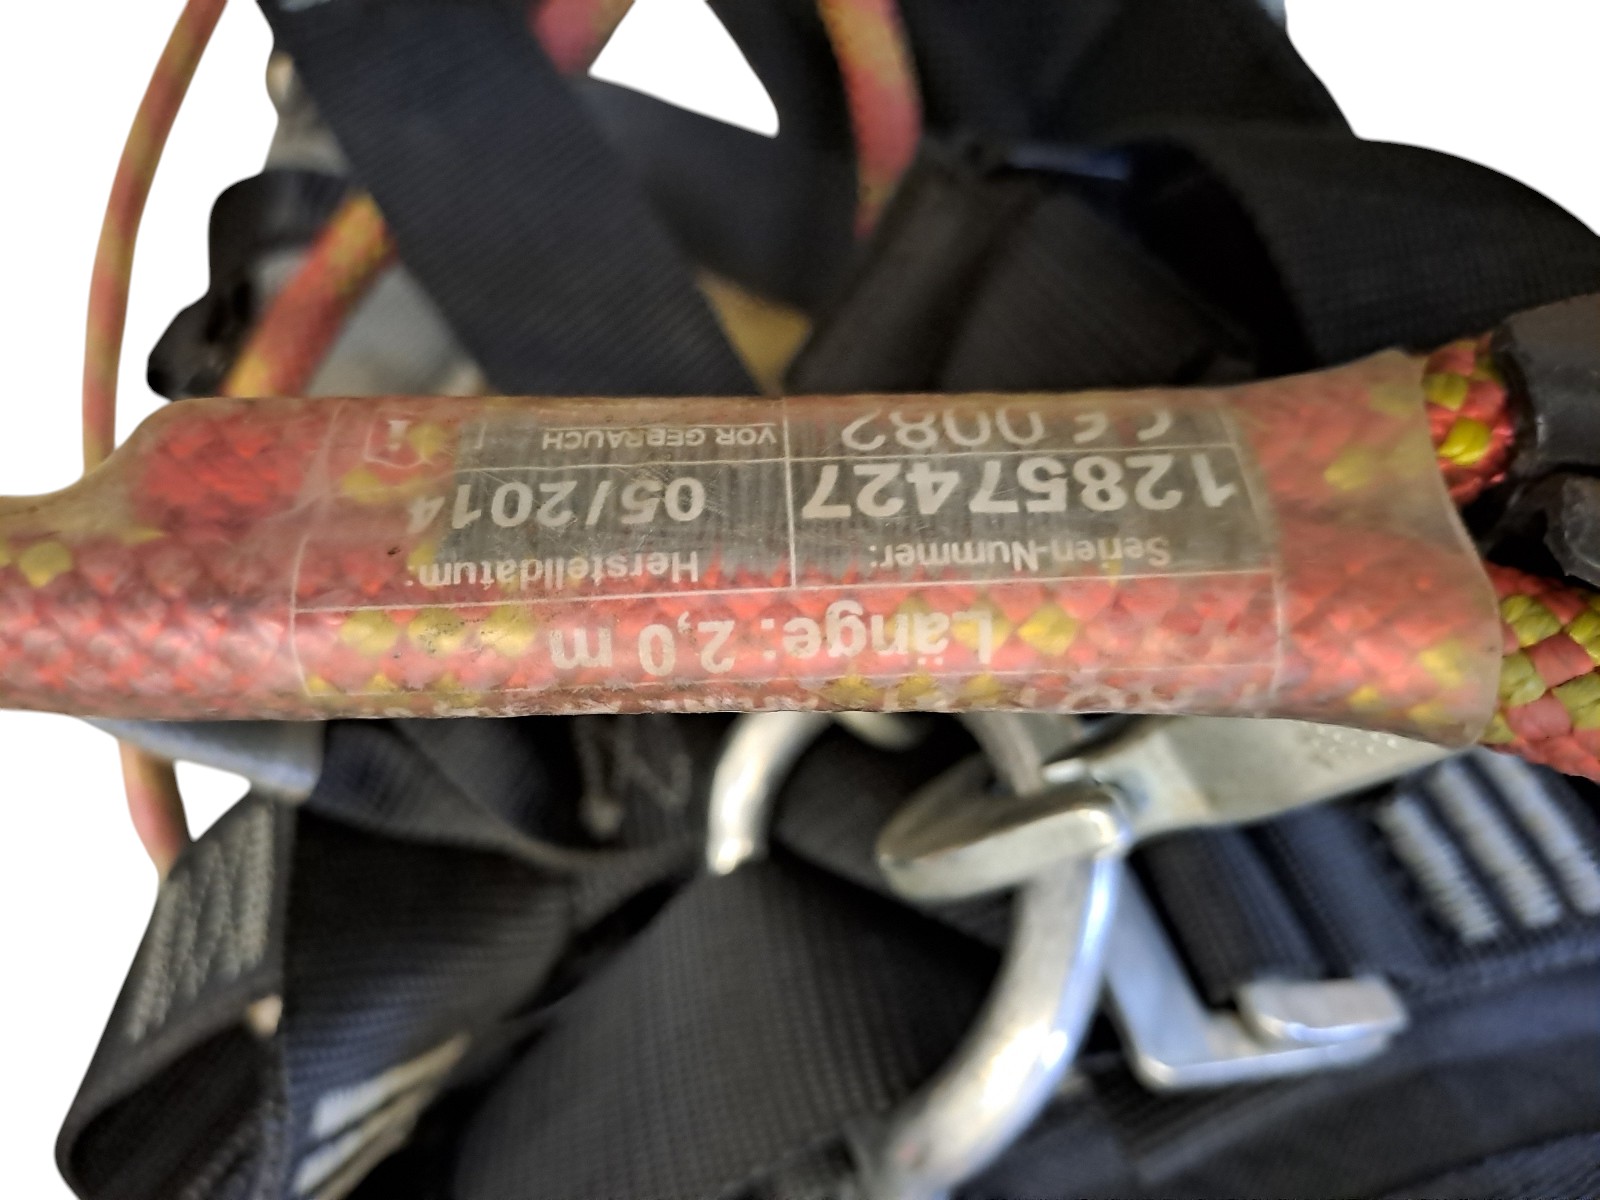 Länge: 2,0 m
Serien-Nummer: Herstelldatum:
12857427 05/2014
CE 0082 VOR GEBRAUCH